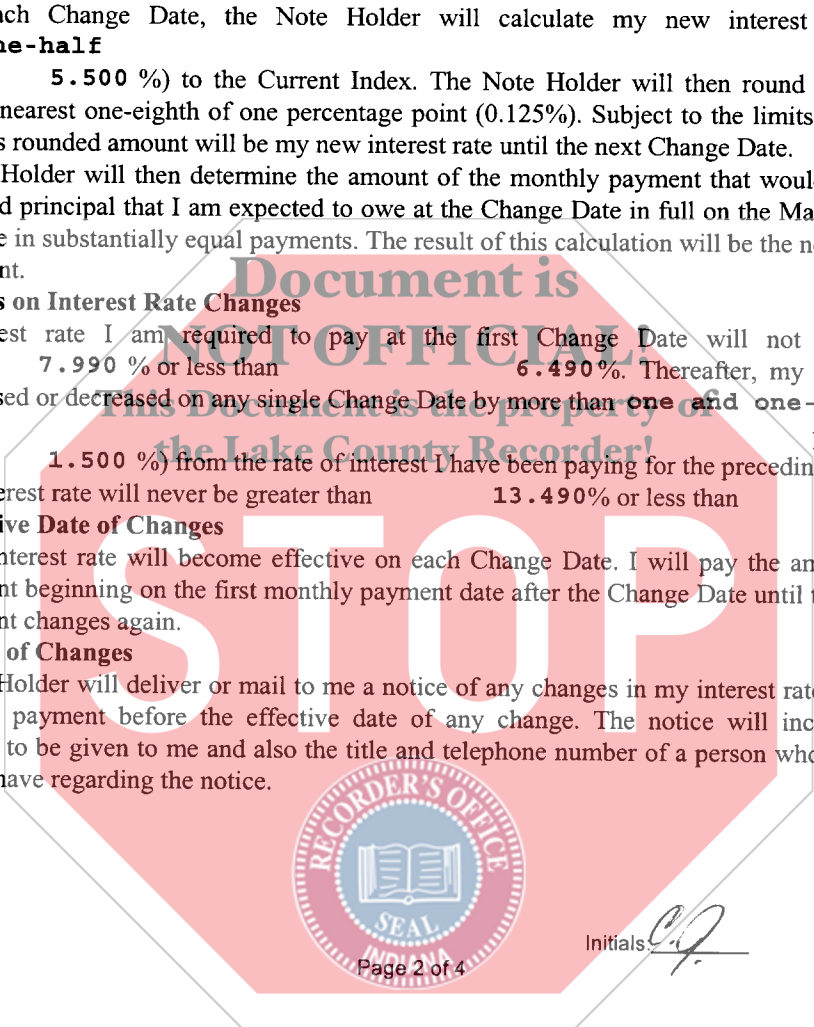 ach Change Date, the Note Holder will calculate my new interest
ne-half
5.500 %) to the Current Index. The Note Holder will then round
nearest one-eighth of one percentage point (0.125%). Subject to the limits
s rounded amount will be my new interest rate until the next Change Date.
Holder will then determine the amount of the monthly payment that woul
d principal that I am expected to owe at the Change Date in full on the Ma
e in substantially equal payments. The result of this calculation will be the n
nt.
Document is
s on Interest Rate Changes
est rate I am required to pay at the first Change Date will not
NOT OFFICIAL!
7.990 % or less than 6.490%. Thereafter, my
sed or decreased on any single Change Date by more than one and one-
This Document is the property of
the Lake County Recorder!
1.500 %) from the rate of interest I have been paying for the precedin
erest rate will never be greater than 13.490% or less than
ive Date of Changes
nterest rate will become effective on each Change Date. I will pay the am
nt beginning on the first monthly payment date after the Change Date until t
nt changes again.
STOP
of Changes
Holder will deliver or mail to me a notice of any changes in my interest rat
payment before the effective date of any change. The notice will inc
to be given to me and also the title and telephone number of a person who
have regarding the notice.
RECORDER'S OFFICE
SEAL
INDIANA
Initials:
Page 2 of 4